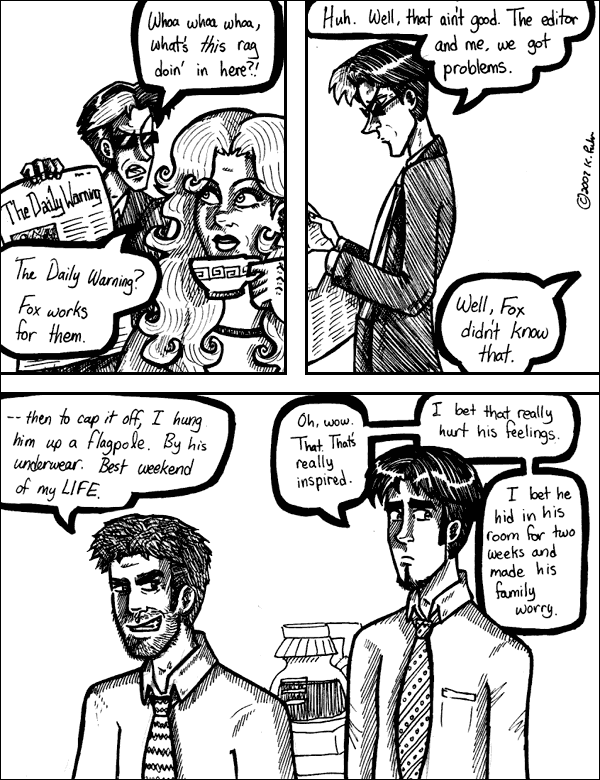 Whoa whoa whoa,
what's this rag
doin' in here?!
The Daily Warning
The Daily Warning?
Fox works
for them.
Huh. Well, that ain't good. The editor
and me, we got
problems.
Well, Fox
didn't know
that.
-- then to cap it off, I hung
him up a flagpole. By his
underwear. Best weekend
of my LIFE.
Oh, wow.
That. That's
really
inspired.
I bet that really
hurt his feelings.
I bet he
hid in his
room for two
weeks and
made his
family
worry.
©2007 K.